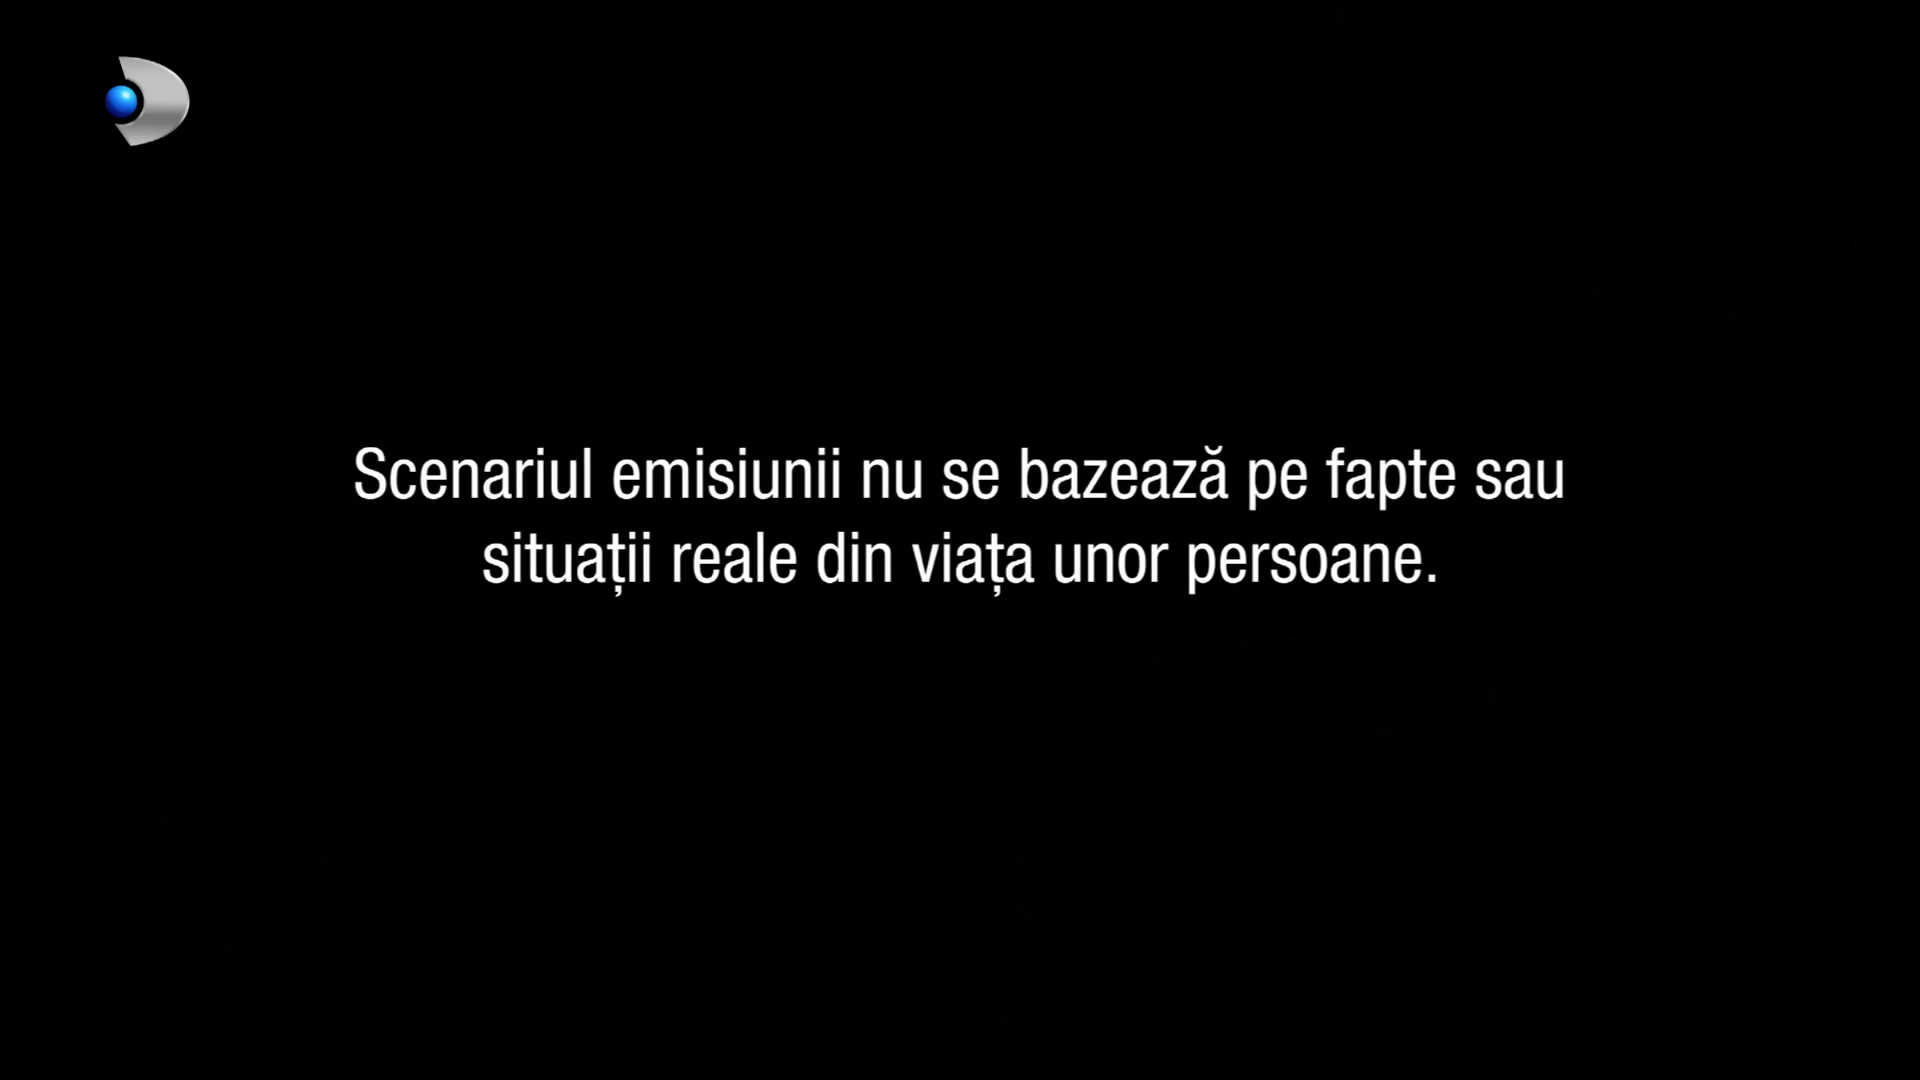 Scenariul emisiunii nu se bazează pe fapte sau
situații reale din viața unor persoane.